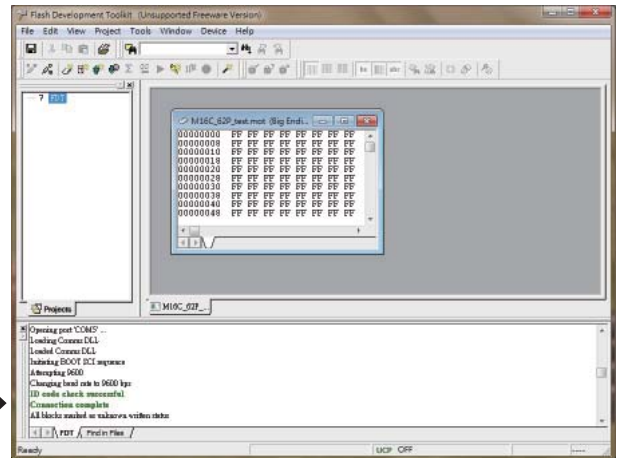 Flash Development Toolkit (Unsupported Freeware Version)
File Edit View Project Tools Window Device Help
7 FDT
M16C_62P_test.mot (Big Endi...
00000000 FF FF FF FF FF FF FF FF
00000008 FF FF FF FF FF FF FF FF
00000010 FF FF FF FF FF FF FF FF
00000018 FF FF FF FF FF FF FF FF
00000020 FF FF FF FF FF FF FF FF
00000028 FF FF FF FF FF FF FF FF
00000030 FF FF FF FF FF FF FF FF
00000038 FF FF FF FF FF FF FF FF
00000040 FF FF FF FF FF FF FF FF
00000048 FF FF FF FF FF FF FF FF
Projects
M16C_62P_...
Opening port 'COM5' ...
Loading Comms DLL
Loaded Comms DLL
Initiating BOOT SCI sequence
Attempting 9600
Changing baud rate to 9600 bps
ID code check successful
Connection complete
All blocks marked as unknown written status
FDT Find in Files
Ready UCP OFF